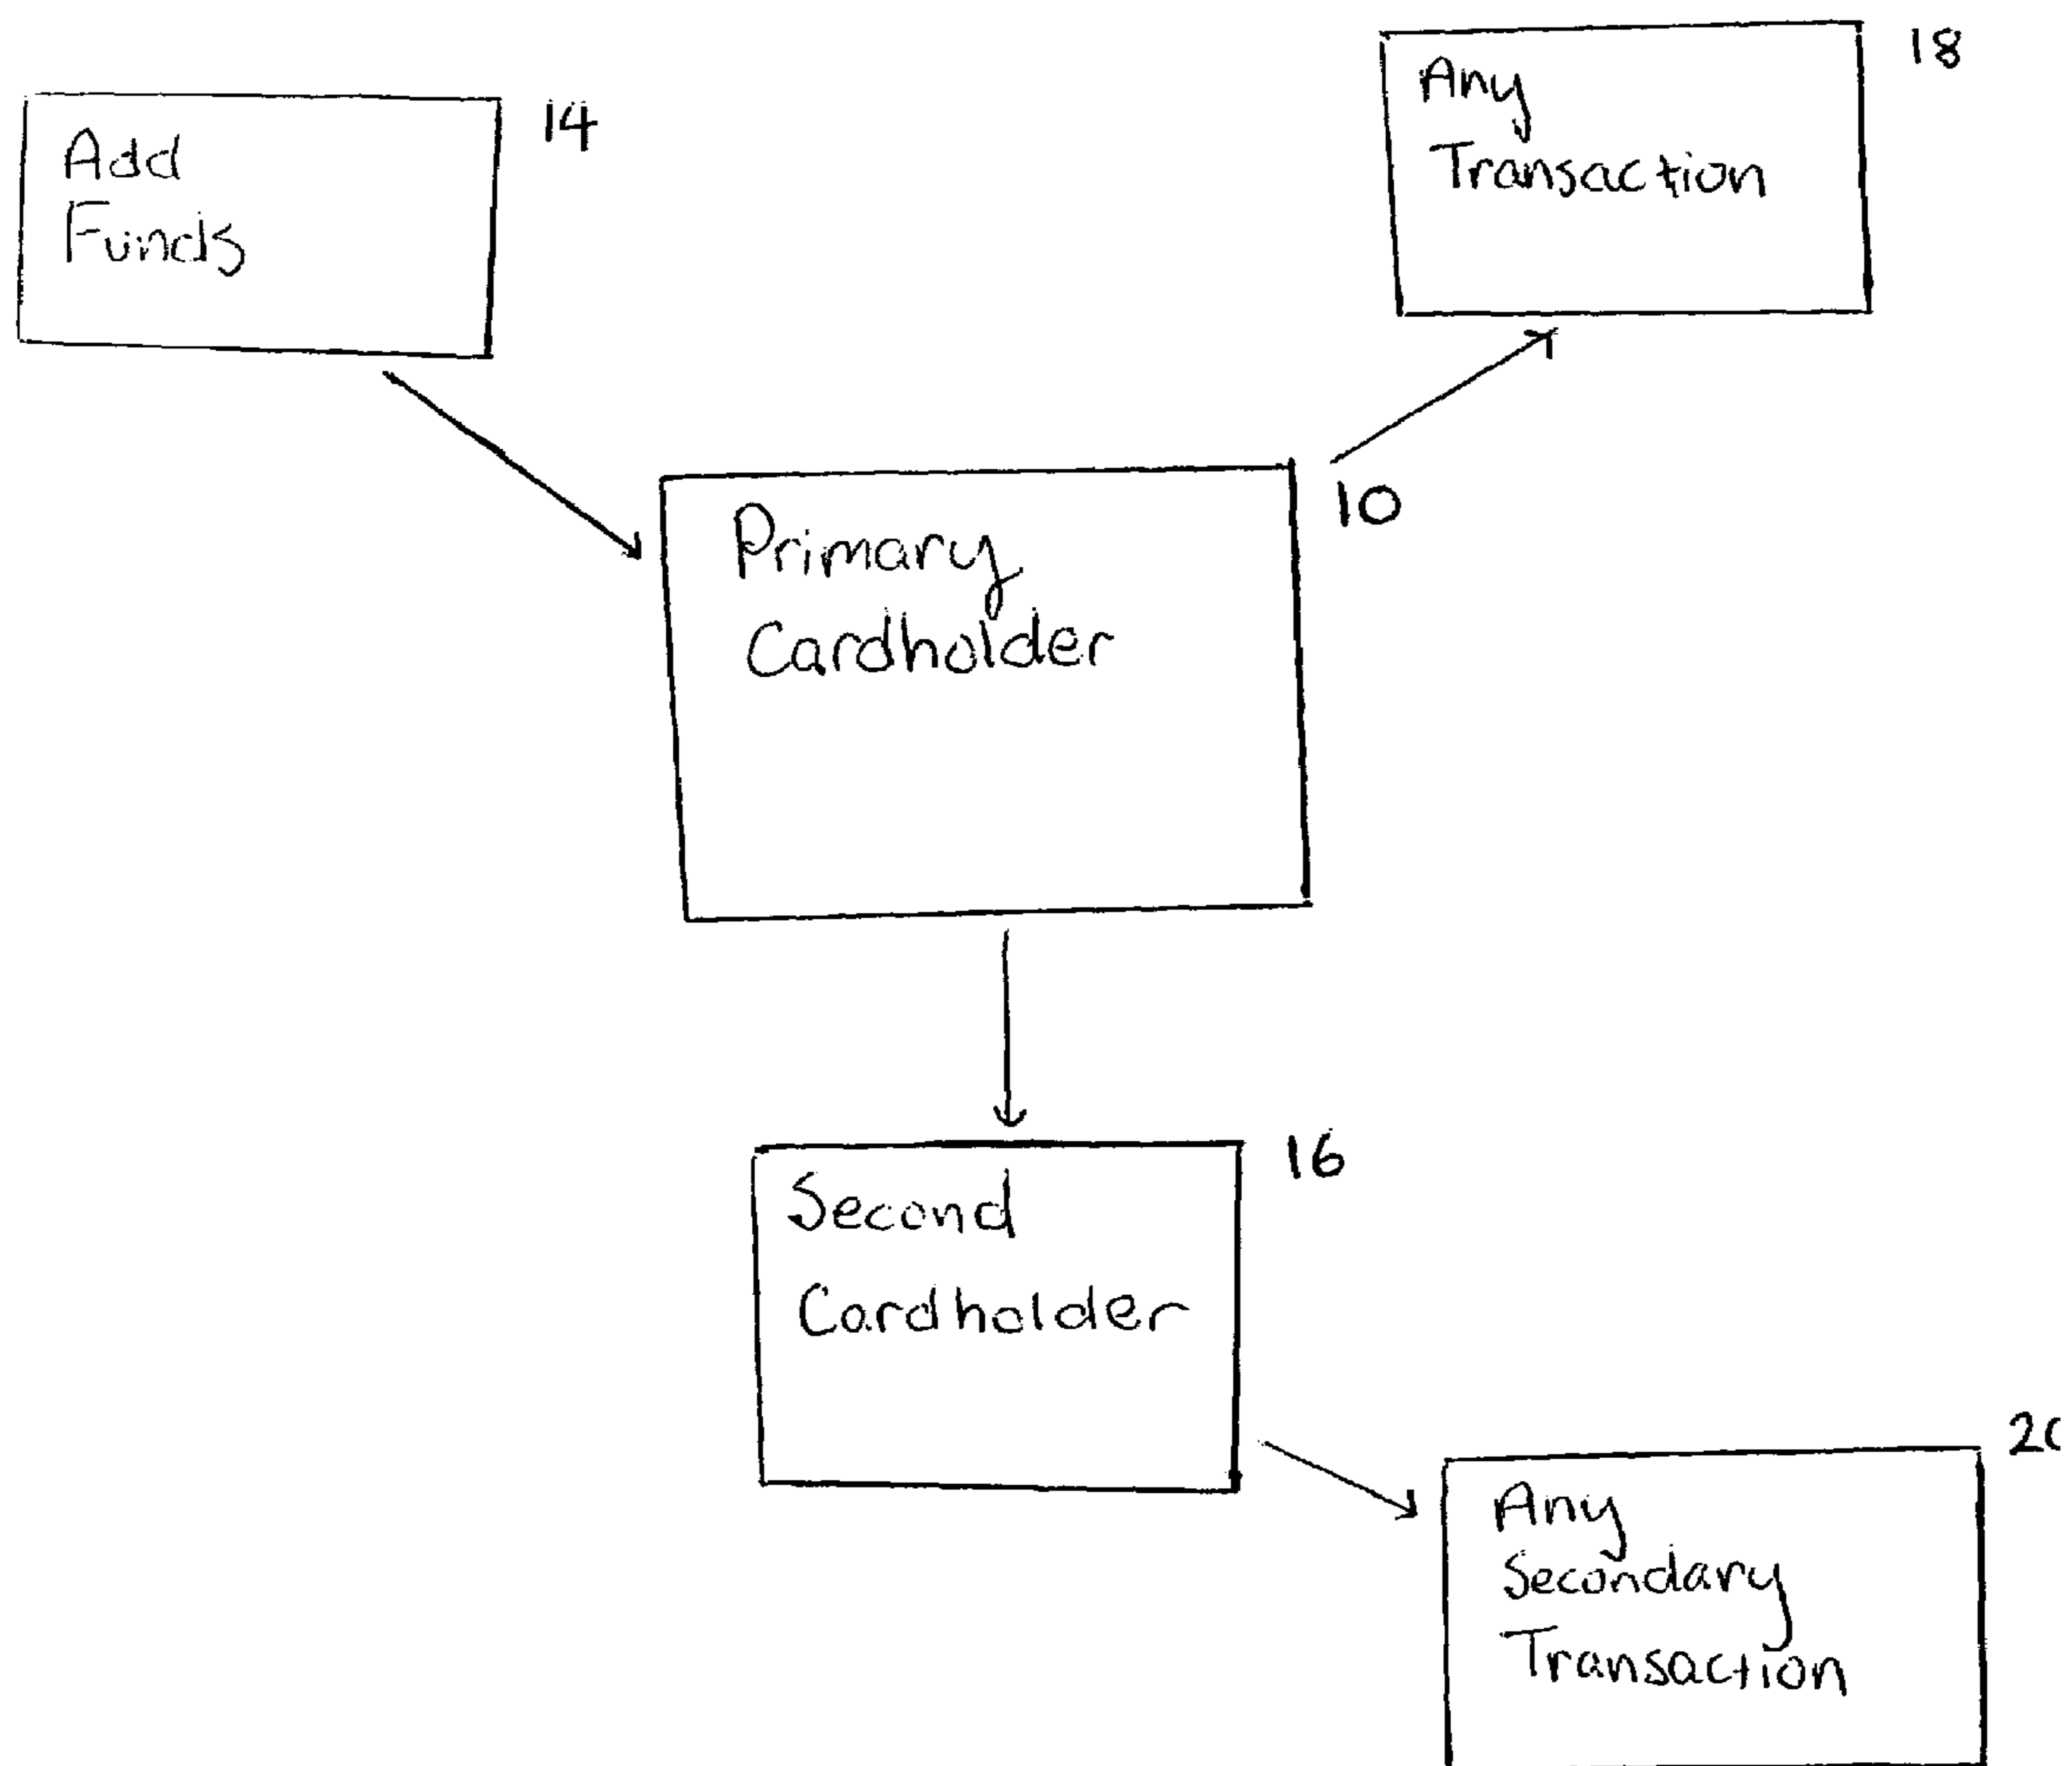 Add
Funds
14
Any
Transaction
18
Primary
Cardholder
10
Second
Cardholder
16
Any
Secondary
Transaction